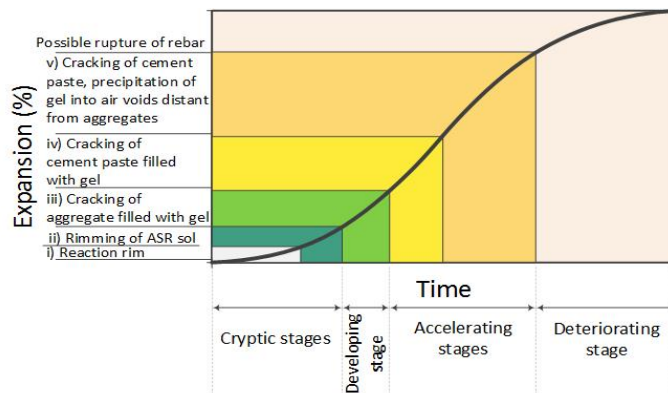 Expansion (%)
Possible rupture of rebar
v) Cracking of cement
paste, precipitation of
gel into air voids distant
from aggregates
iv) Cracking of
cement paste filled
with gel
iii) Cracking of
aggregate filled with gel
ii) Rimming of ASR sol
i) Reaction rim
Time
Cryptic stages
Developing
stage
Accelerating
stages
Deteriorating
stage